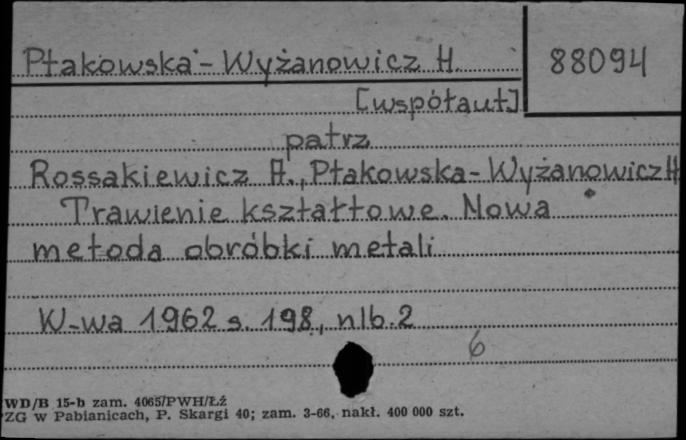 Ptakowska-Wyżanowicz H.
88094
[współaut.]
patrz
Rossakiewicz A., Ptakowska-Wyżanowicz H
Trawienie kształtowe. Nowa
metoda obróbki metali
W-wa 1962 s. 198, nlb. 2
6
WD/B 15-b zam. 4065/PWH/Łź
ZG w Pabianicach, P. Skargi 40; zam. 3-66, nakł. 400 000 szt.